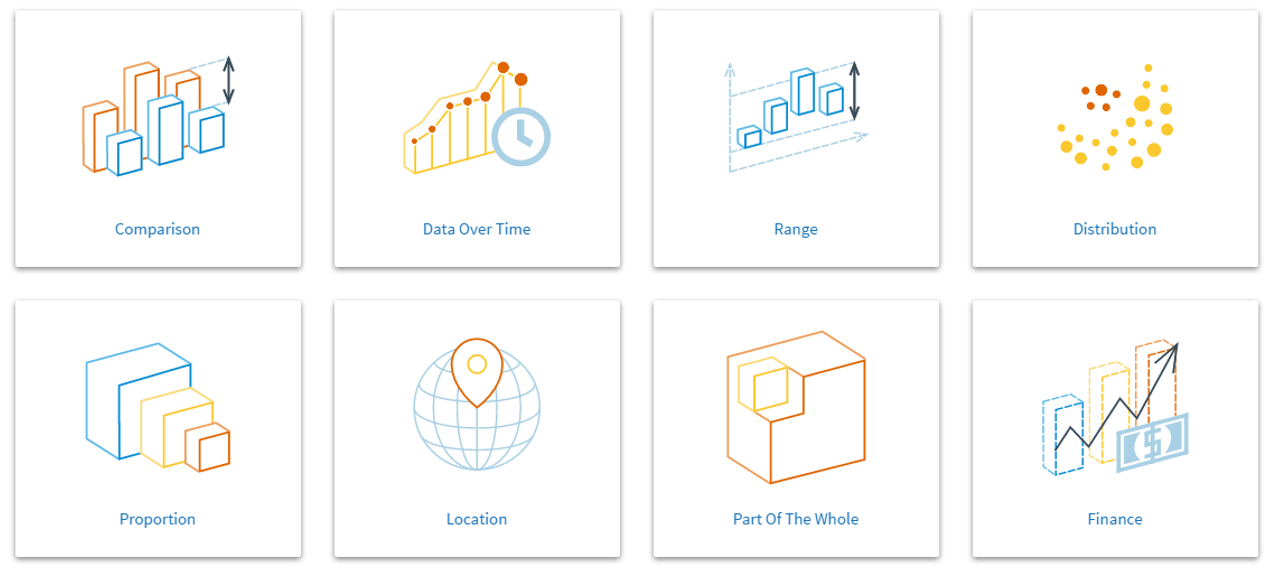 Comparison
Data Over Time
Range
Distribution
Proportion
Location
Part Of The Whole
Finance
$